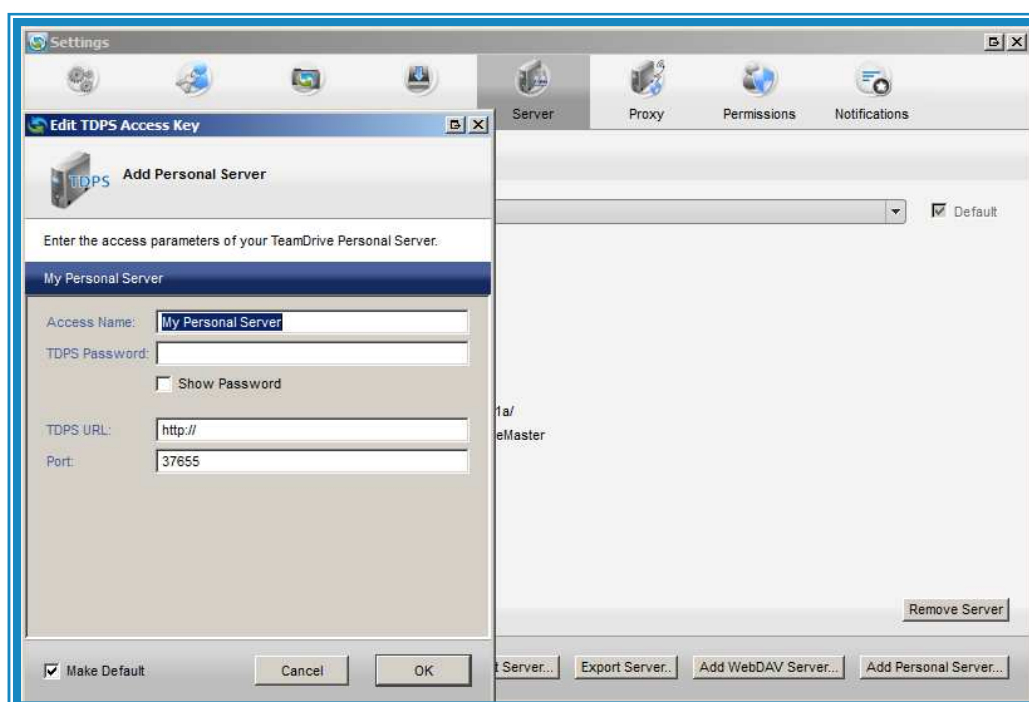 Settings
Server
Proxy
Permissions
Notifications
Edit TDPS Access Key
TDPS
Add Personal Server
Default
Enter the access parameters of your TeamDrive Personal Server.
My Personal Server
Access Name: My Personal Server
TDPS Password:
Show Password
1a/
TDPS URL: http://
eMaster
Port: 37655
Remove Server
Make Default
Cancel
OK
t Server...
Export Server..
Add WebDAV Server...
Add Personal Server...